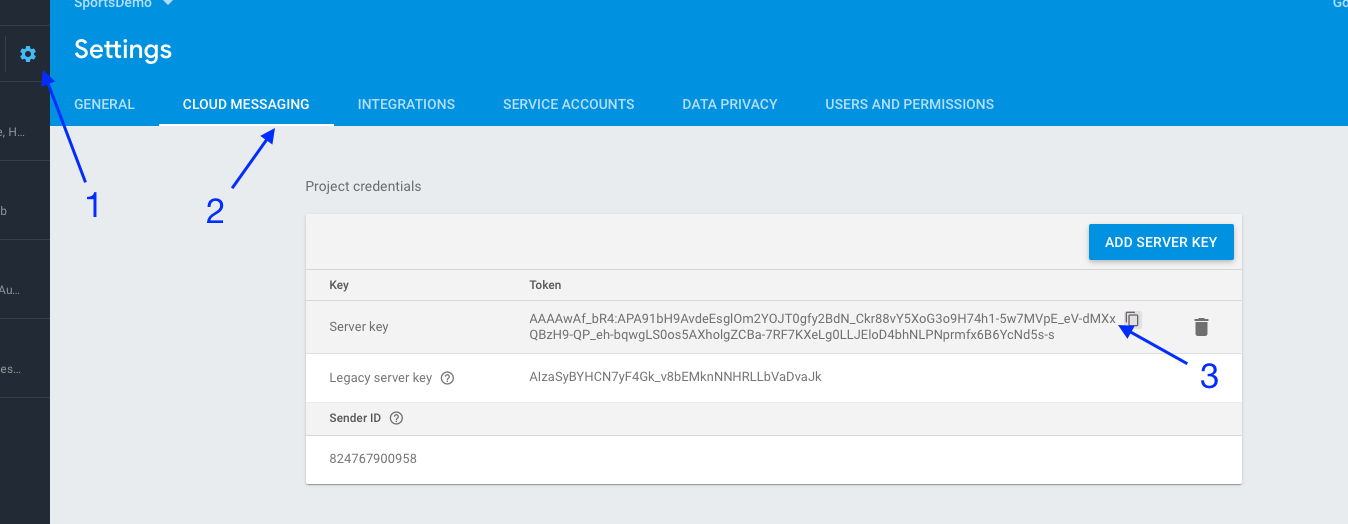 SportsDemo
Go
Settings
GENERAL CLOUD MESSAGING INTEGRATIONS SERVICE ACCOUNTS DATA PRIVACY USERS AND PERMISSIONS
e, H...
1
2
b
Project credentials
ADD SERVER KEY
Key Token
Au...
Server key AAAAwAf_bR4:APA91bH9AvdeEsglOm2YOJT0gfy2BdN_Ckr88vY5XoG3o9H74h1-5w7MVpE_eV-dMXx
QBzH9-QP_eh-bqwgLS0os5AXholgZCBa-7RF7KXeLg0LLJEloD4bhNLPNprmfx6B6YcNd5s-s
3
es...
Legacy server key AIzaSyBYHCN7yF4Gk_v8bEMknNNHRLLbVaDvaJk
Sender ID
824767900958